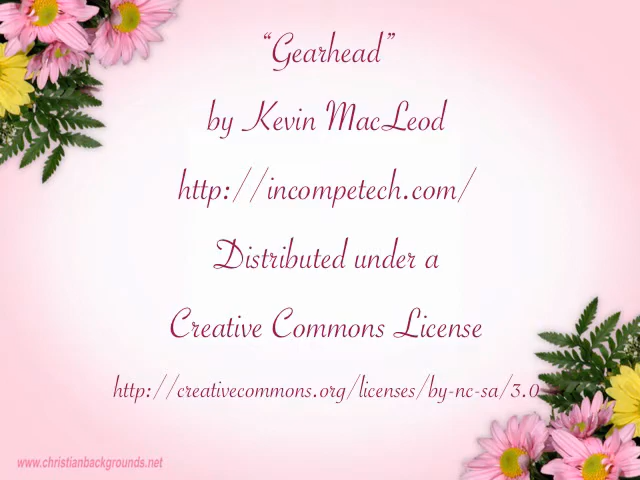 “Gearhead”
by Kevin MacLeod
http://incompetech.com/
Distributed under a
Creative Commons License
http://creativecommons.org/licenses/by-nc-sa/3.0
www.christianbackgrounds.net